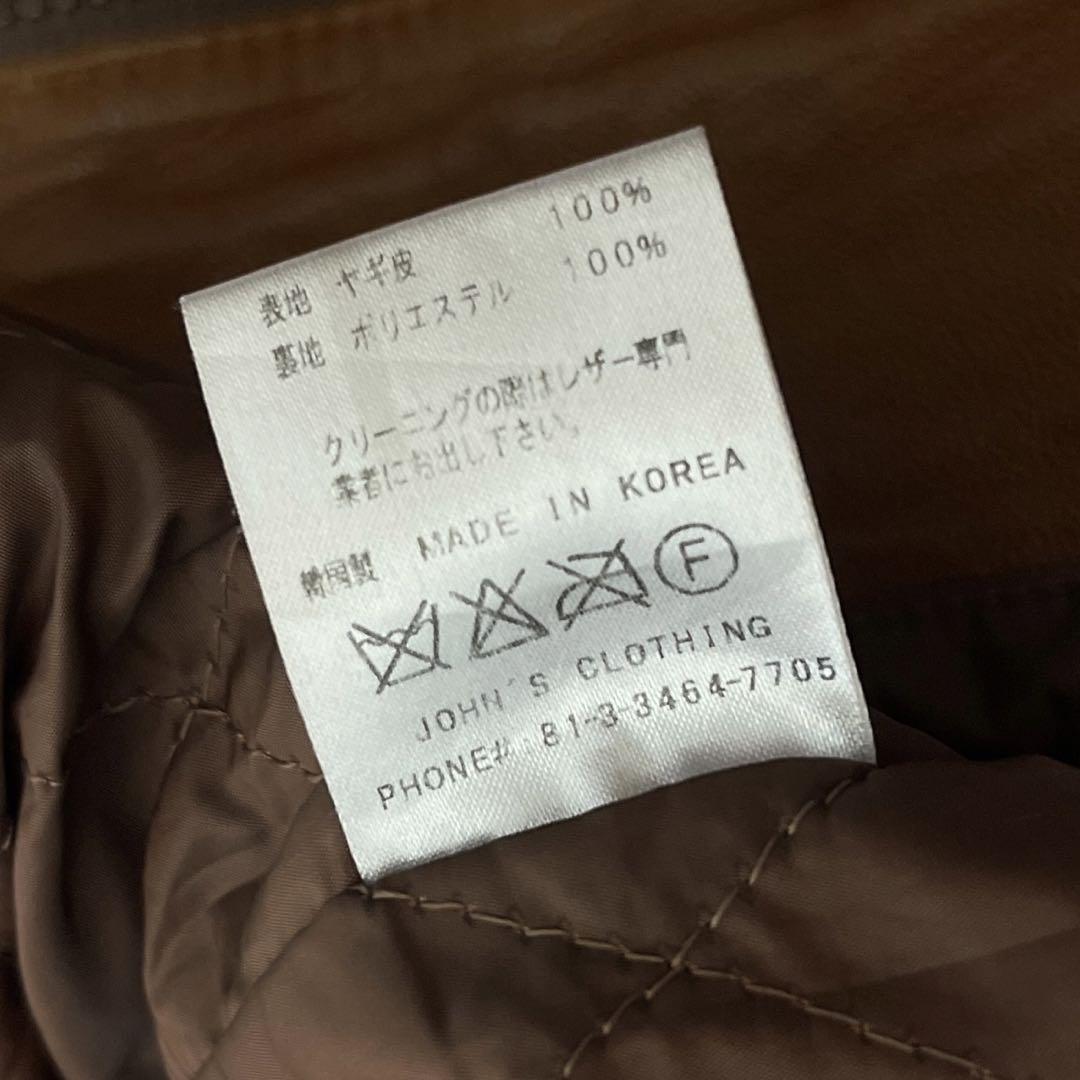 表地 ヤギ皮 100%
裏地 ポリエステル 100%
クリーニングの際はレザー専門
業者にお出し下さい。
韓国製 MADE IN KOREA
F
JOHN'S CLOTHING
PHONE#:81-3-3464-7705